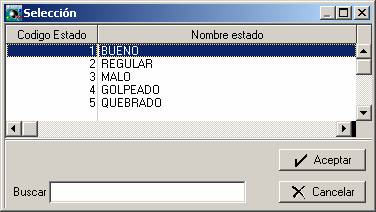 Selección
Codigo Estado Nombre estado
1 BUENO
2 REGULAR
3 MALO
4 GOLPEADO
5 QUEBRADO
Aceptar
Buscar Cancelar